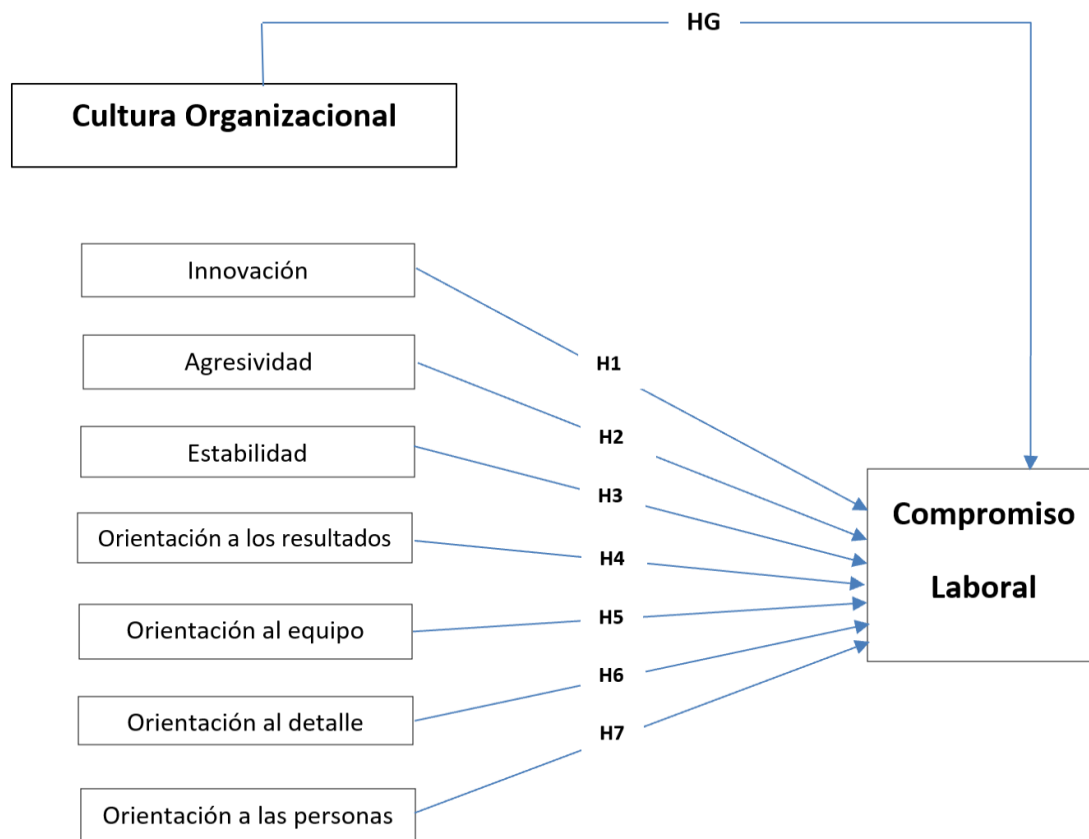 HG
Cultura Organizacional
Innovación
H1
Agresividad
H2
Estabilidad
H3
Orientación a los resultados
H4
Orientación al equipo
H5
Orientación al detalle
H6
Orientación a las personas
H7
Compromiso
Laboral